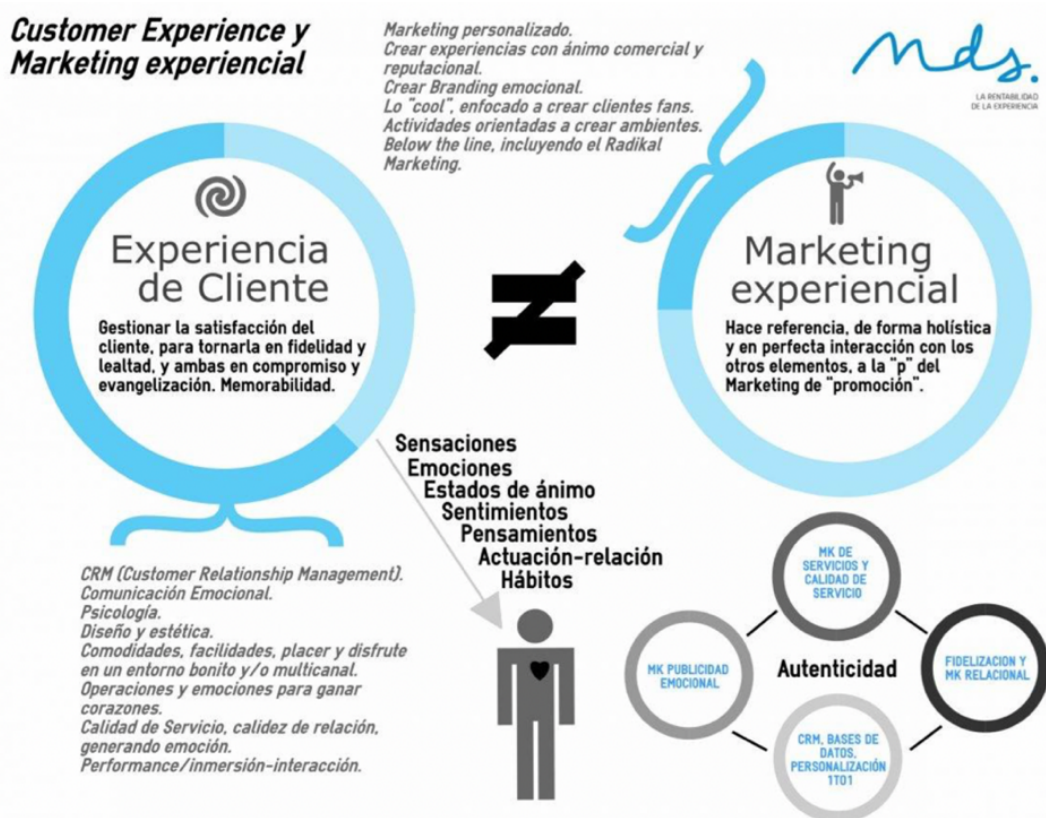 Customer Experience y
Marketing experiencial
Marketing personalizado.
Crear experiencias con ánimo comercial y
reputacional.
Crear Branding emocional.
Lo "cool", enfocado a crear clientes fans.
Actividades orientadas a crear ambientes.
Below the line, incluyendo el Radikal
Marketing.
mds.
LA RENTABILIDAD
DE LA EXPERIENCIA
Experiencia
de Cliente
Gestionar la satisfacción del
cliente, para tornarla en fidelidad y
lealtad, y ambas en compromiso y
evangelización. Memorabilidad.
≠
Marketing
experiencial
Hace referencia, de forma holística
y en perfecta interacción con los
otros elementos, a la "p" del
Marketing de "promoción".
Sensaciones
Emociones
Estados de ánimo
Sentimientos
Pensamientos
Actuación-relación
Hábitos
CRM (Customer Relationship Management).
Comunicación Emocional.
Psicología.
Diseño y estética.
Comodidades, facilidades, placer y disfrute
en un entorno bonito y/o multicanal.
Operaciones y emociones para ganar
corazones.
Calidad de Servicio, calidez de relación,
generando emoción.
Performance/inmersión-interacción.
MK DE
SERVICIOS Y
CALIDAD DE
SERVICIO
MK PUBLICIDAD
EMOCIONAL
Autenticidad
FIDELIZACION Y
MK RELACIONAL
CRM, BASES DE
DATOS,
PERSONALIZACIÓN
1TO1